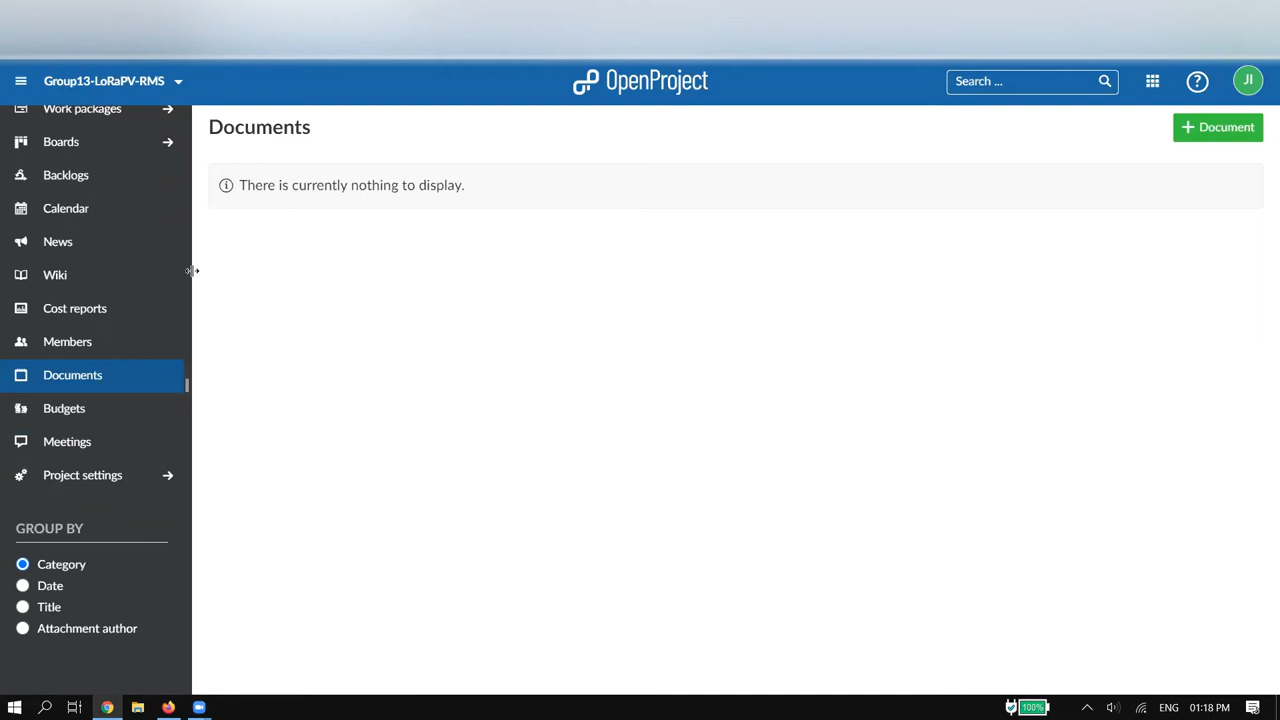 Group13-LoRaPV-RMS
OpenProject
Search ...
JI
Work packages
Boards
Backlogs
Calendar
News
Wiki
Cost reports
Members
Documents
Budgets
Meetings
Project settings
GROUP BY
Category
Date
Title
Attachment author
Documents
+ Document
There is currently nothing to display.
100%
ENG
01:18 PM